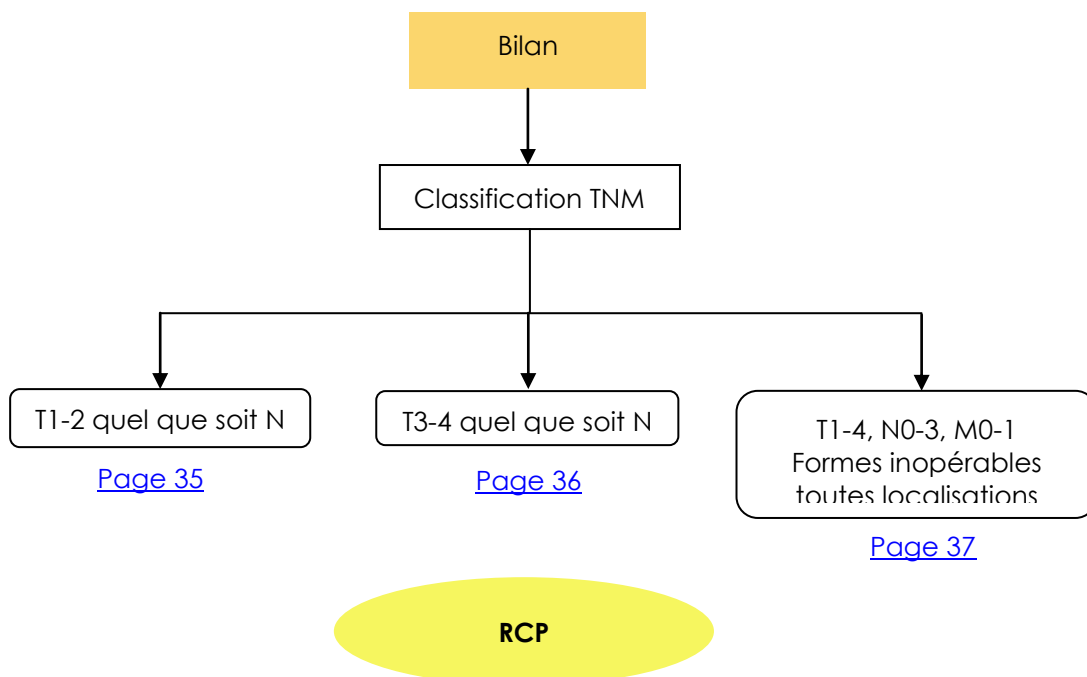 Bilan
Classification TNM
T1-2 quel que soit N
Page 35
T3-4 quel que soit N
Page 36
T1-4, N0-3, M0-1
Formes inopérables
toutes localisations
Page 37
RCP